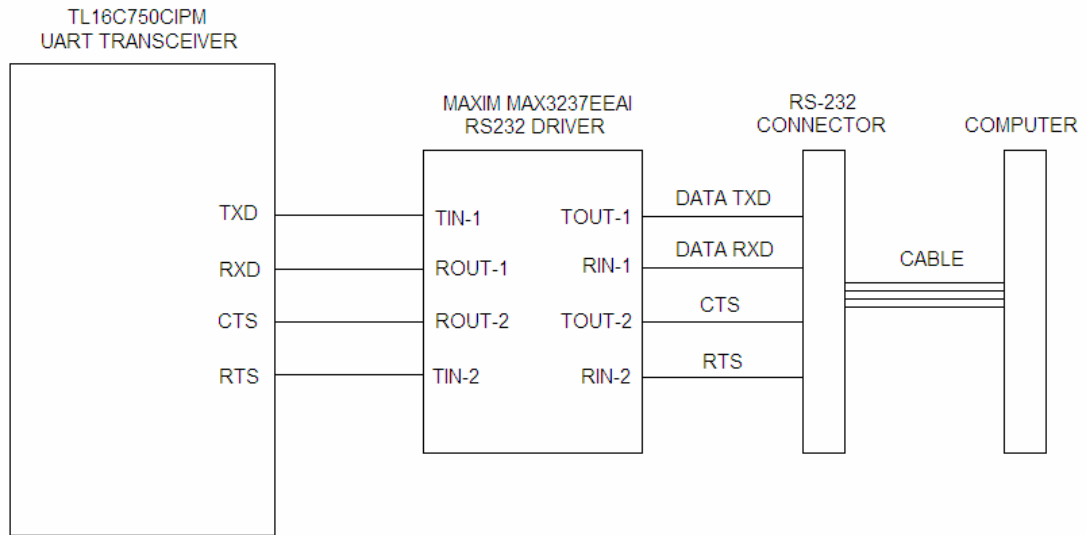 TL16C750CIPM
UART TRANSCEIVER
MAXIM MAX3237EEAI
RS232 DRIVER
RS-232
CONNECTOR
COMPUTER
TXD
RXD
CTS
RTS
TIN-1
ROUT-1
ROUT-2
TIN-2
TOUT-1
RIN-1
TOUT-2
RIN-2
DATA TXD
DATA RXD
CTS
RTS
CABLE